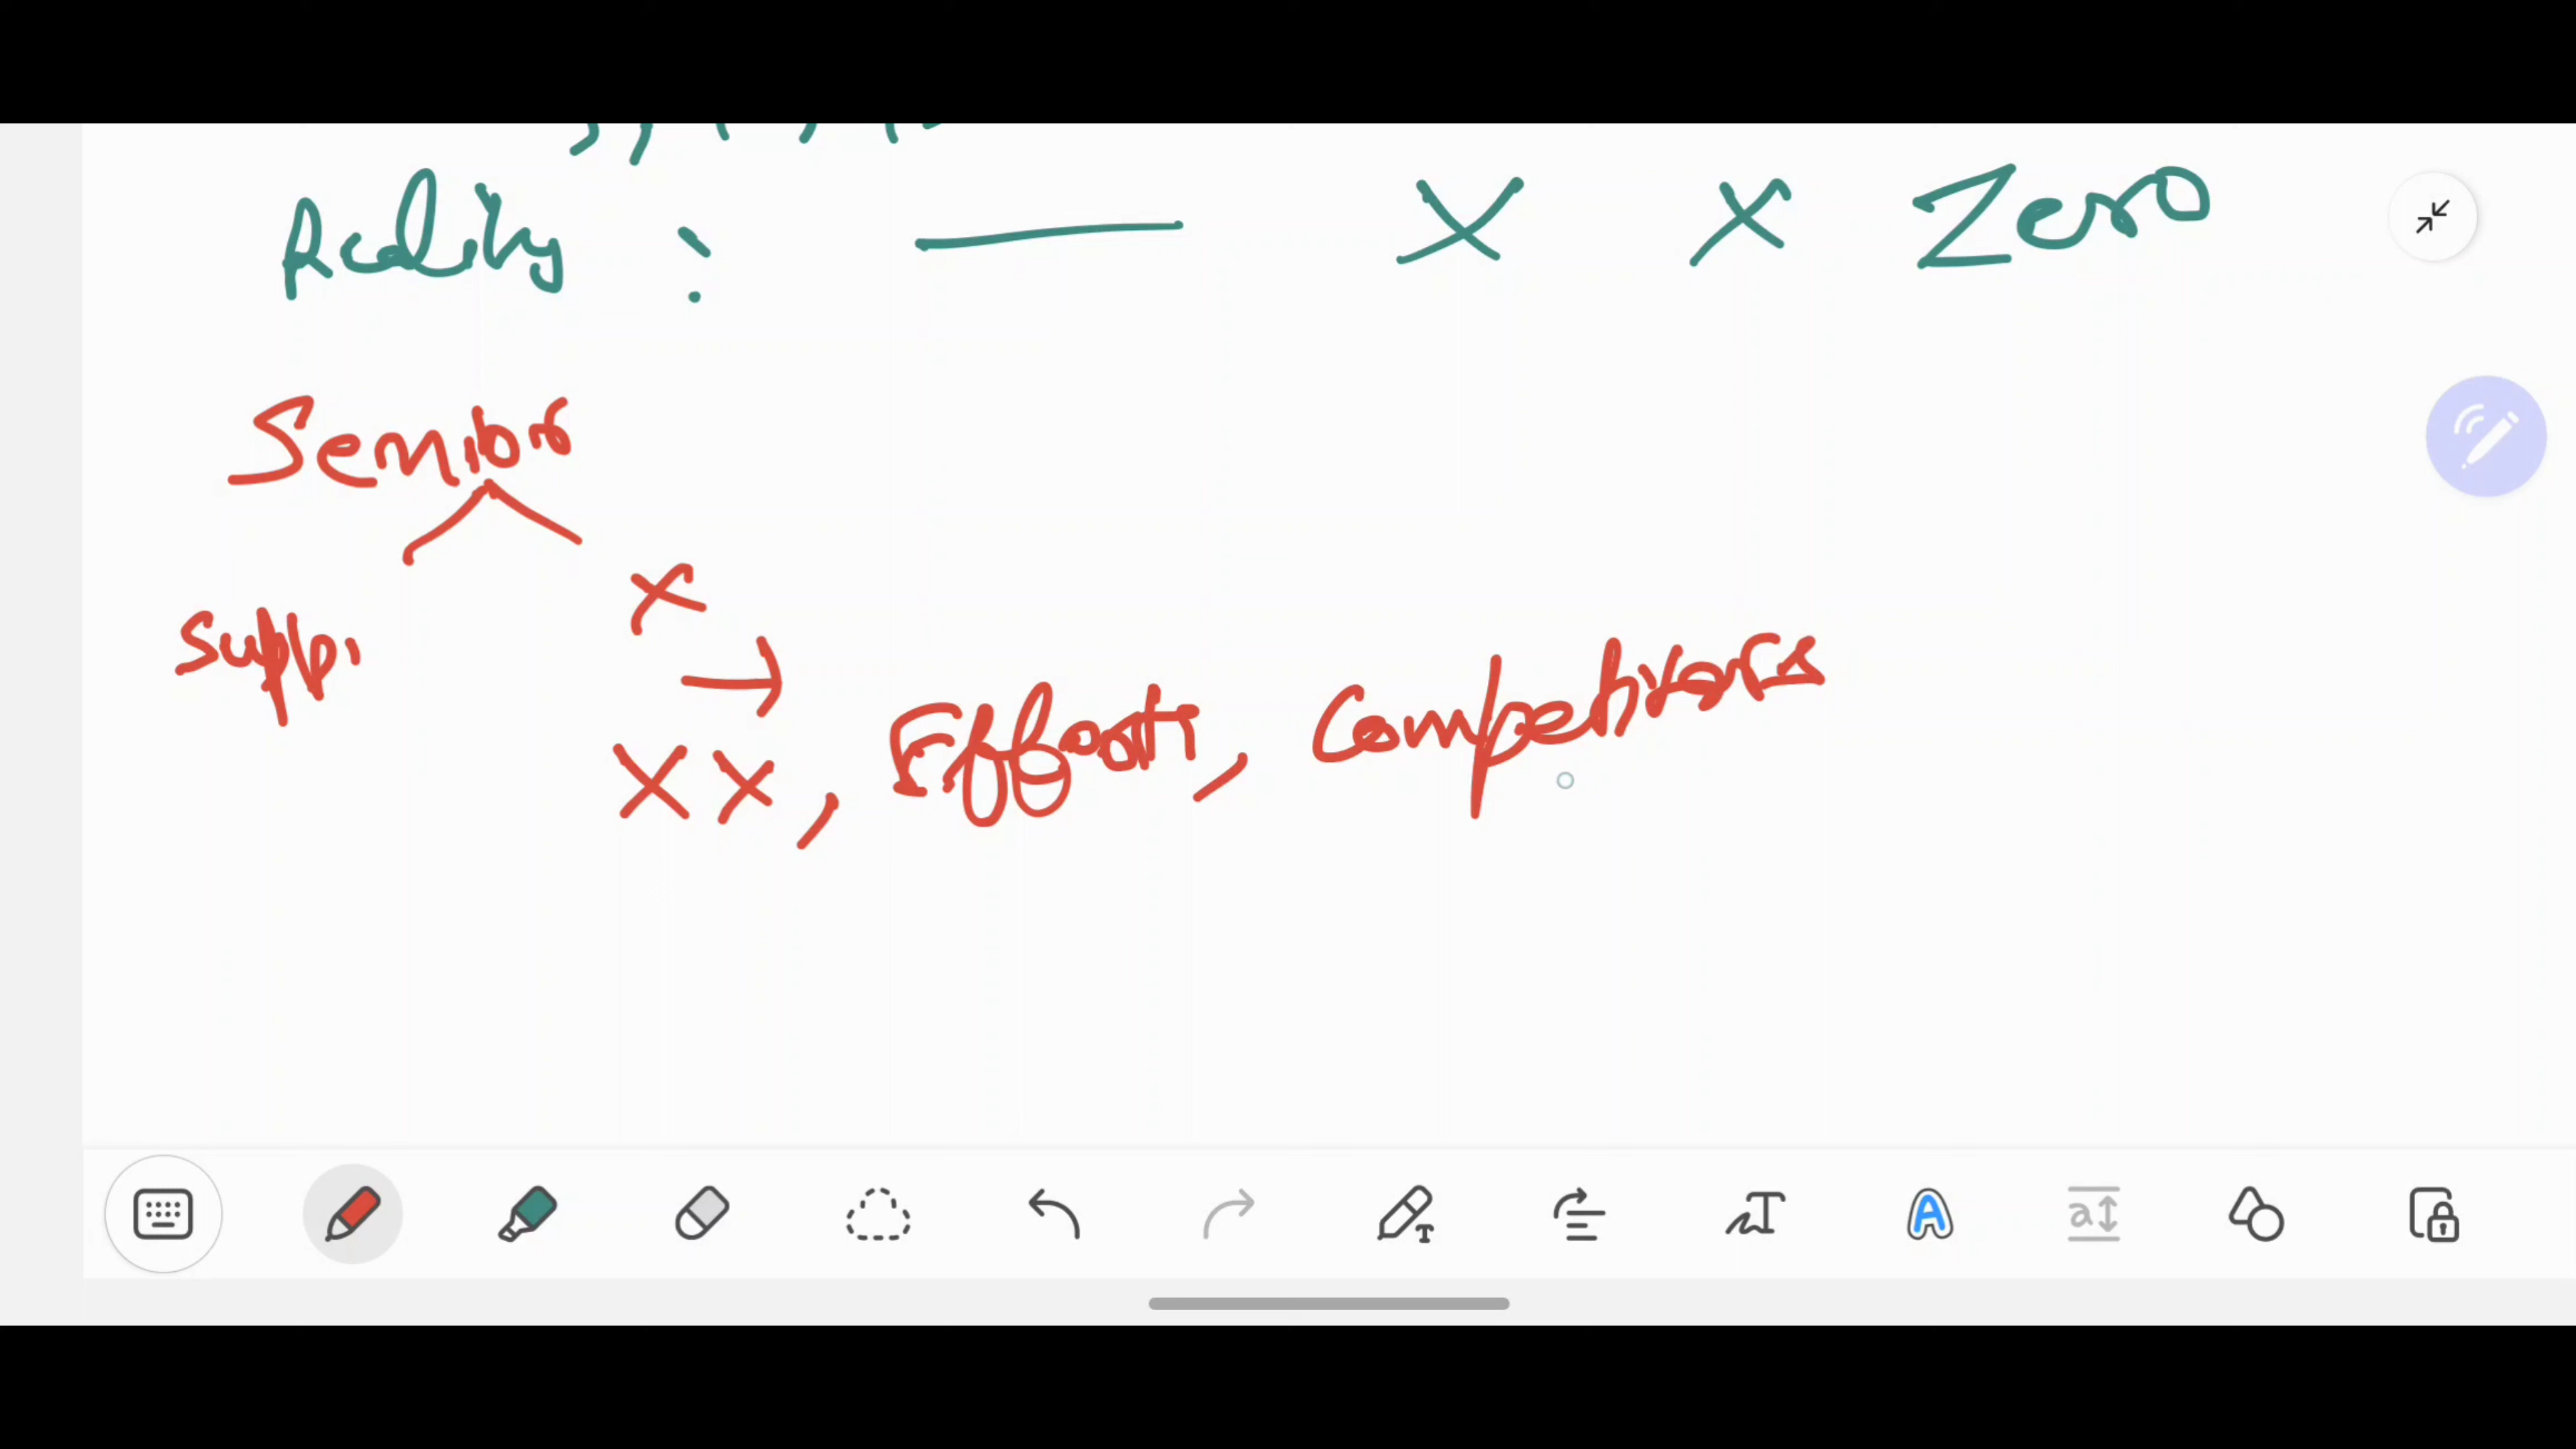 Reality : — X X Zero
Senior
Supp. X
→
XX, Efforts, Competitors